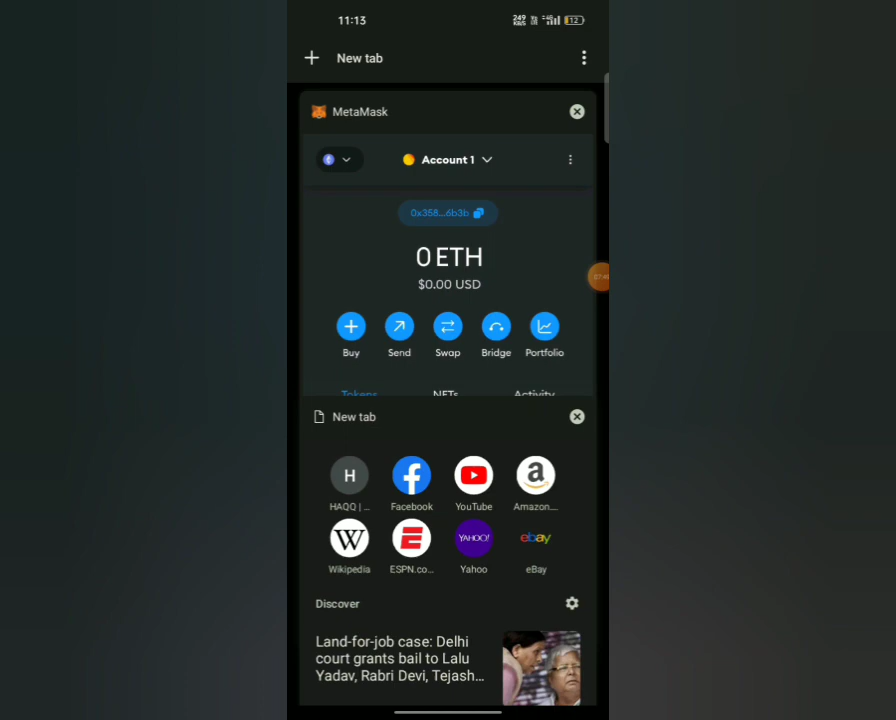 11:13
249
12
New tab
MetaMask
Account 1
0x358...6b3b
0 ETH
$0.00 USD
Buy Send Swap Bridge Portfolio
Tokens NFTs Activity
New tab
H
HAQQ | ... Facebook YouTube Amazon....
W YAHOO! ebay
Wikipedia ESPN.co... Yahoo eBay
Discover
Land-for-job case: Delhi
court grants bail to Lalu
Yadav, Rabri Devi, Tejash...